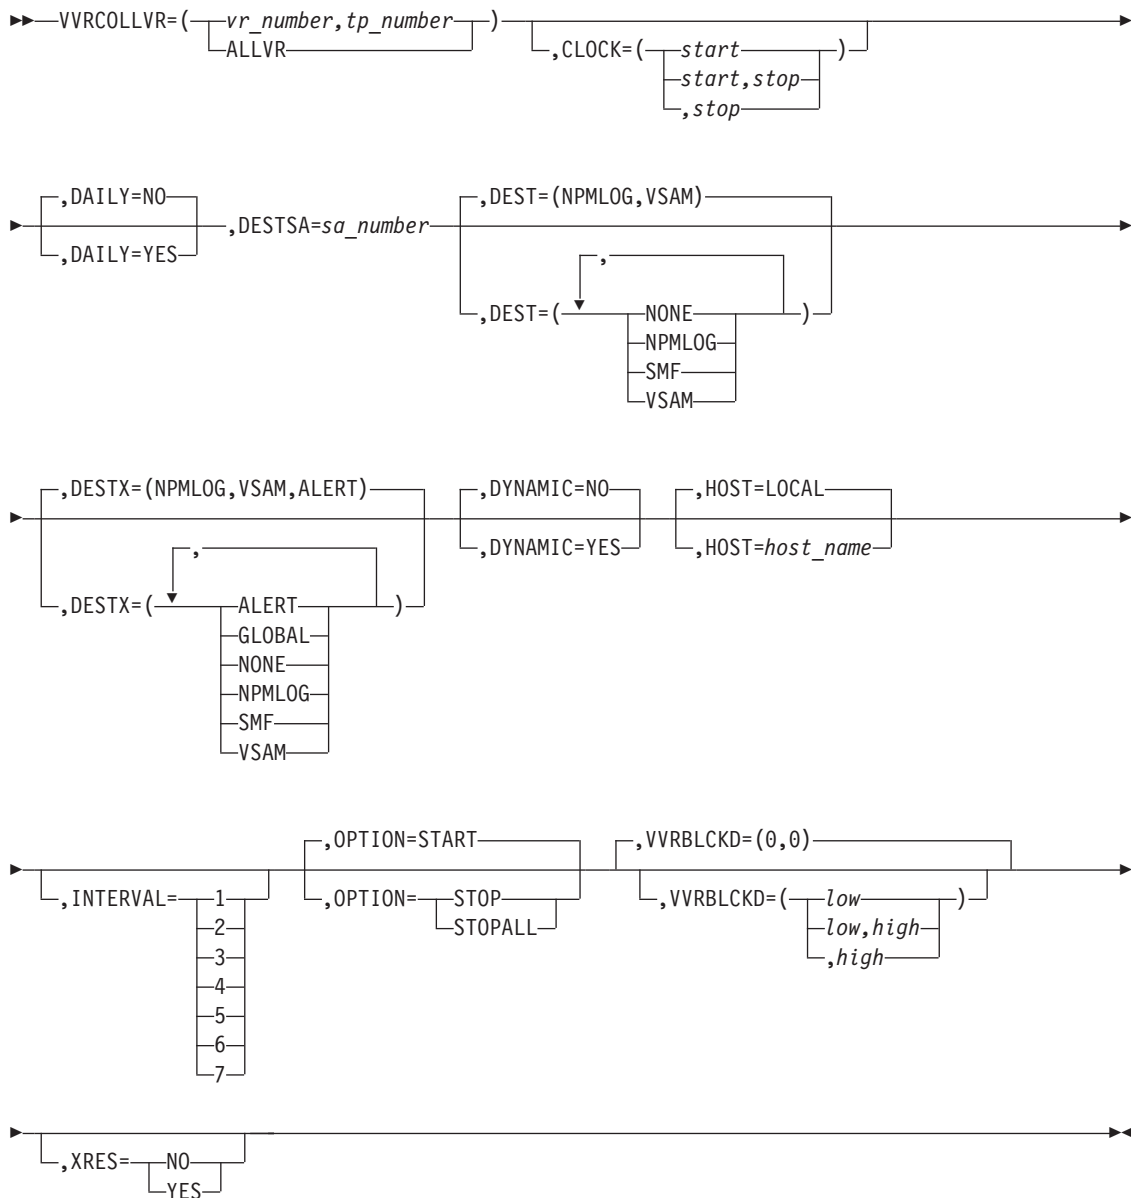 VVRCOLLVR=( vr_number,tp_number )
ALLVR
,CLOCK=( start )
start,stop
,stop
,DAILY=NO
,DAILY=YES
,DESTSA=sa_number
,DEST=(NPMLOG,VSAM)
,
,DEST=( NONE )
NPMLOG
SMF
VSAM
,DESTX=(NPMLOG,VSAM,ALERT)
,
,DESTX=( ALERT )
GLOBAL
NONE
NPMLOG
SMF
VSAM
,DYNAMIC=NO
,DYNAMIC=YES
,HOST=LOCAL
,HOST=host_name
,INTERVAL= 1
2
3
4
5
6
7
,OPTION=START
,OPTION= STOP
STOPALL
,VVRBLCKD=(0,0)
,VVRBLCKD=( low )
low,high
,high
,XRES= NO
YES